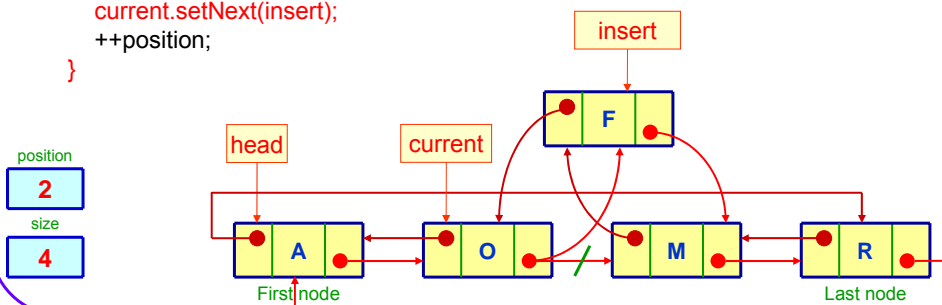 current.setNext(insert);
++position;
}
insert
F
head
current
position
2
size
4
A
O
M
R
First node
Last node